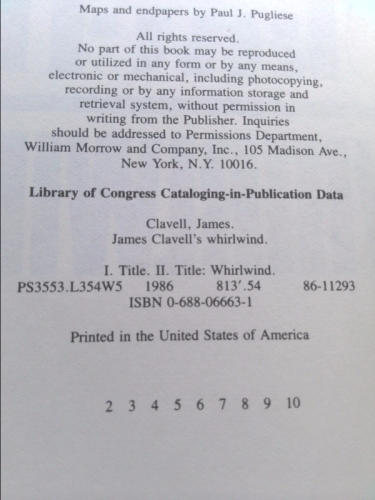 Maps and endpapers by Paul J. Pugliese
All rights reserved.
No part of this book may be reproduced
or utilized in any form or by any means,
electronic or mechanical, including photocopying,
recording or by any information storage and
retrieval system, without permission in
writing from the Publisher. Inquiries
should be addressed to Permissions Department,
William Morrow and Company, Inc., 105 Madison Ave.,
New York, N.Y. 10016.
Library of Congress Cataloging-in-Publication Data
Clavell, James.
James Clavell's whirlwind.
I. Title. II. Title: Whirlwind.
PS3553.L354W5 1986 813'.54 86-11293
ISBN 0-688-06663-1
Printed in the United States of America
2 3 4 5 6 7 8 9 10